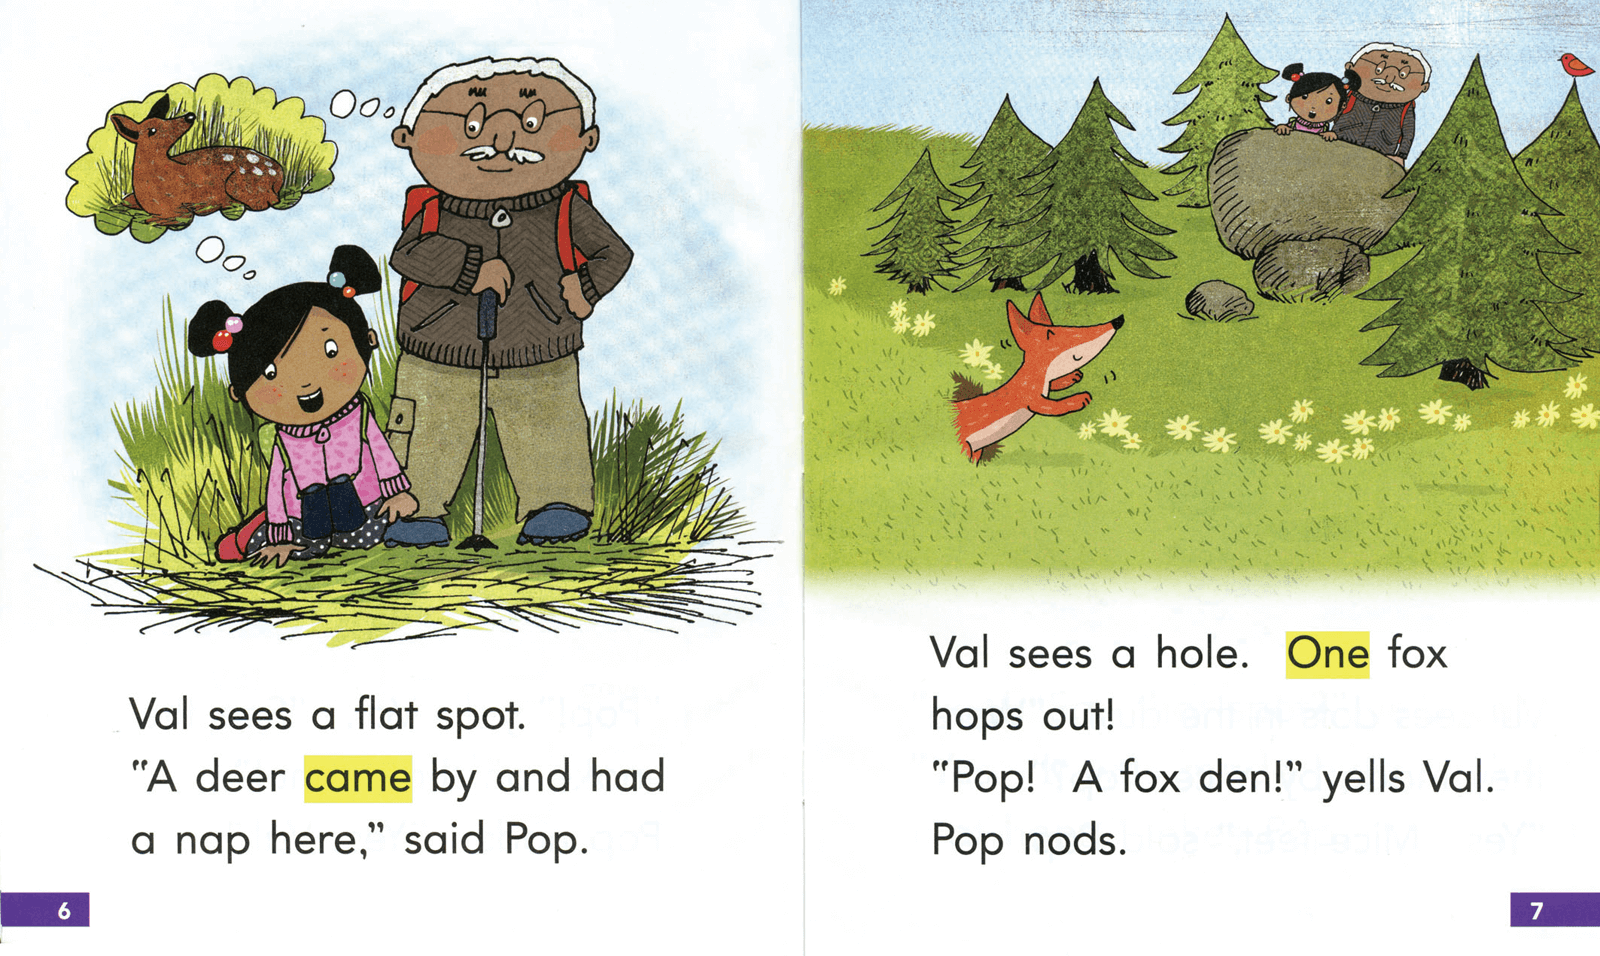 Val sees a flat spot.
“A deer came by and had
a nap here,” said Pop.
6
Val sees a hole. One fox
hops out!
“Pop! A fox den!” yells Val.
Pop nods.
7